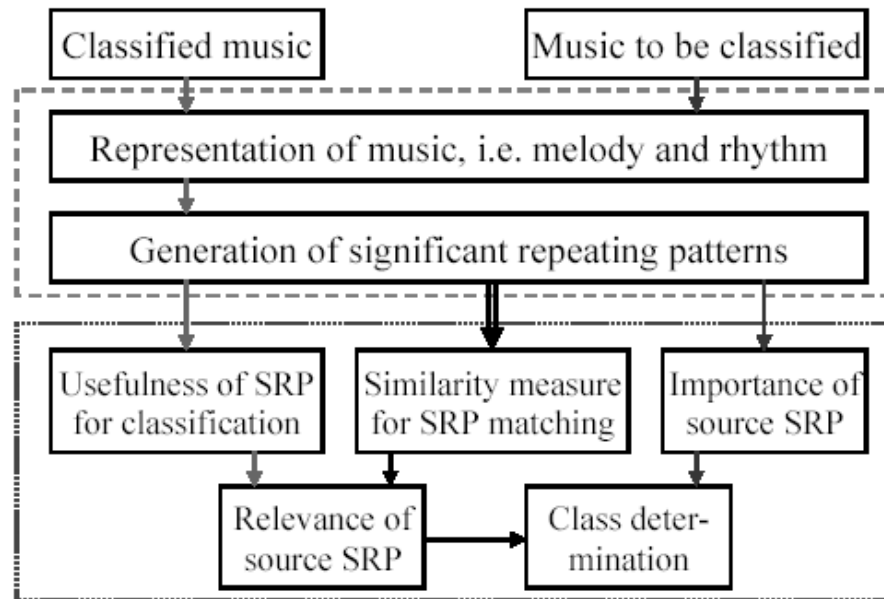 Classified music
Music to be classified
Representation of music, i.e. melody and rhythm
Generation of significant repeating patterns
Usefulness of SRP
for classification
Similarity measure
for SRP matching
Importance of
source SRP
Relevance of
source SRP
Class deter-
mination